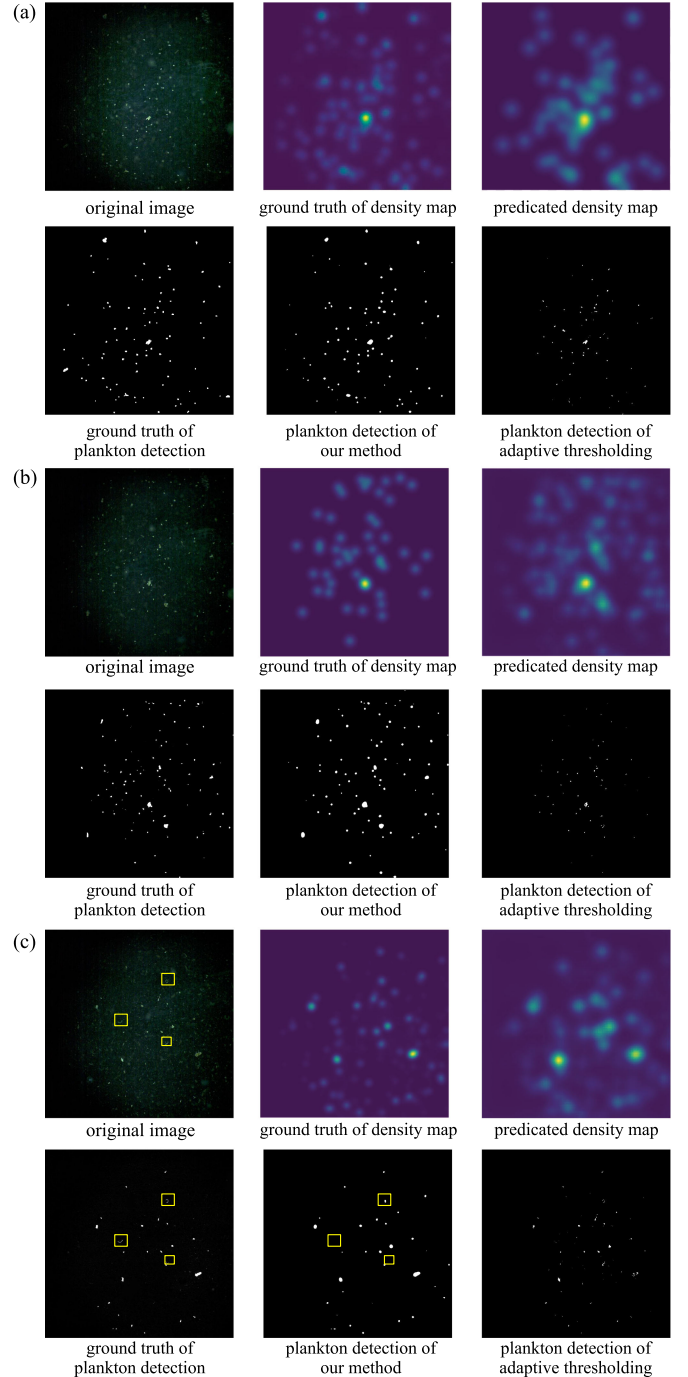 (a)
original image
ground truth of density map
predicated density map
ground truth of
plankton detection
plankton detection of
our method
plankton detection of
adaptive thresholding
(b)
original image
ground truth of density map
predicated density map
ground truth of
plankton detection
plankton detection of
our method
plankton detection of
adaptive thresholding
(c)
original image
ground truth of density map
predicated density map
ground truth of
plankton detection
plankton detection of
our method
plankton detection of
adaptive thresholding